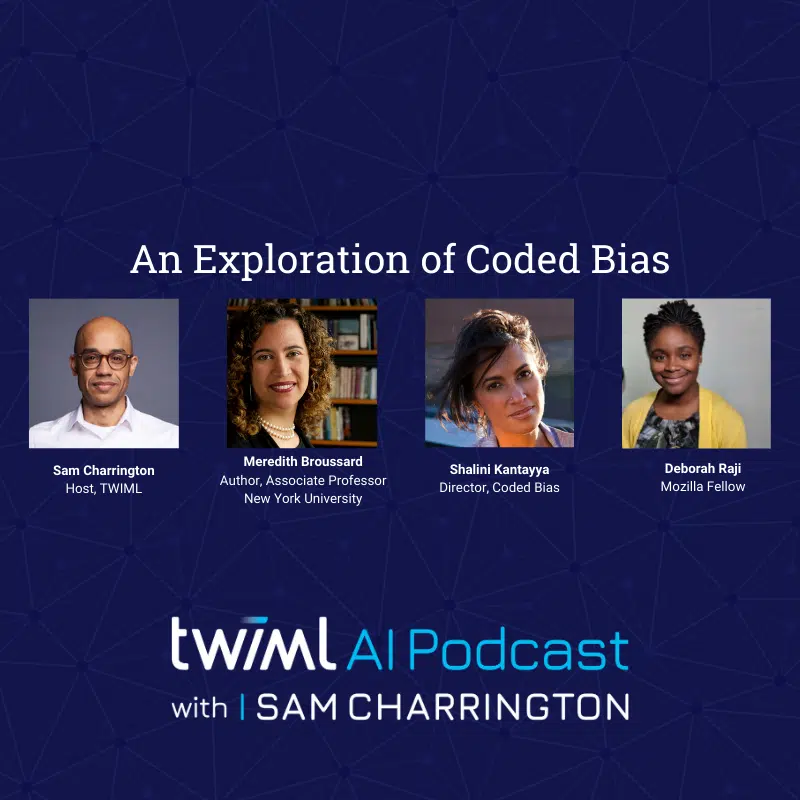 An Exploration of Coded Bias
Sam Charrington
Host, TWIML
Meredith Broussard
Author, Associate Professor
New York University
Shalini Kantayya
Director, Coded Bias
Deborah Raji
Mozilla Fellow
twiml AI Podcast
with | SAM CHARRINGTON